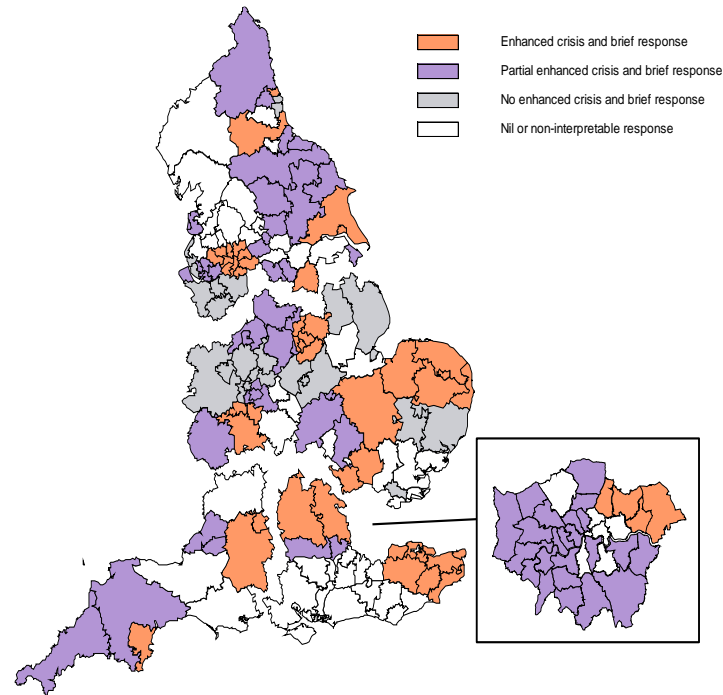 Enhanced crisis and brief response
Partial enhanced crisis and brief response
No enhanced crisis and brief response
Nil or non-interpretable response